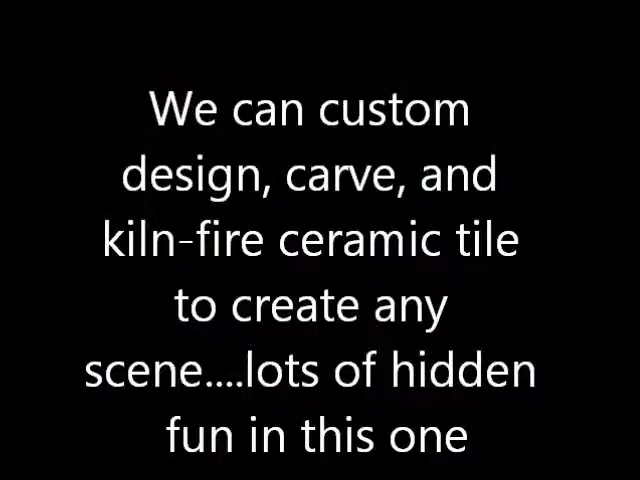 We can custom
design, carve, and
kiln-fire ceramic tile
to create any
scene....lots of hidden
fun in this one